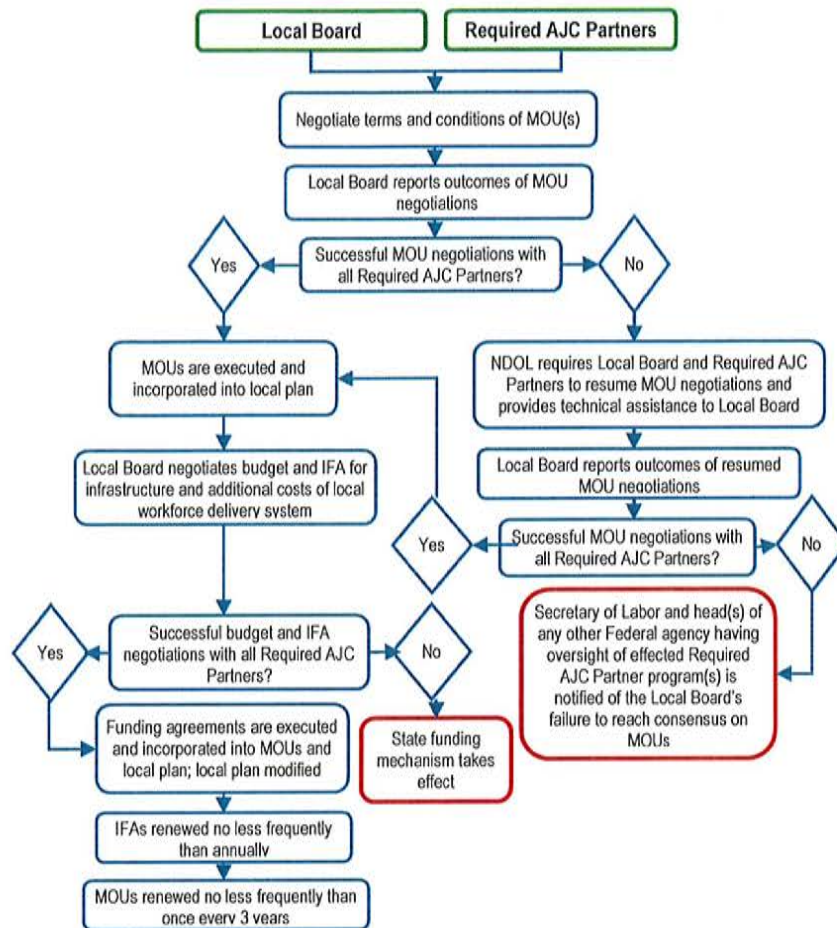 Local Board
Required AJC Partners
Negotiate terms and conditions of MOU(s)
Local Board reports outcomes of MOU
negotiations
Yes
Successful MOU negotiations with
all Required AJC Partners?
No
MOUs are executed and
incorporated into local plan
NDOL requires Local Board and Required AJC
Partners to resume MOU negotiations and
provides technical assistance to Local Board
Local Board negotiates budget and IFA for
infrastructure and additional costs of local
workforce delivery system
Local Board reports outcomes of resumed
MOU negotiations
Yes
Successful MOU negotiations with
all Required AJC Partners?
No
Yes
Successful budget and IFA
negotiations with all Required AJC
Partners?
No
Secretary of Labor and head(s) of
any other Federal agency having
oversight of effected Required
AJC Partner program(s) is
notified of the Local Board's
failure to reach consensus on
MOUs
Funding agreements are executed
and incorporated into MOUs and
local plan; local plan modified
State funding
mechanism takes
effect
IFAs renewed no less frequently
than annually
MOUs renewed no less frequently than
once every 3 years